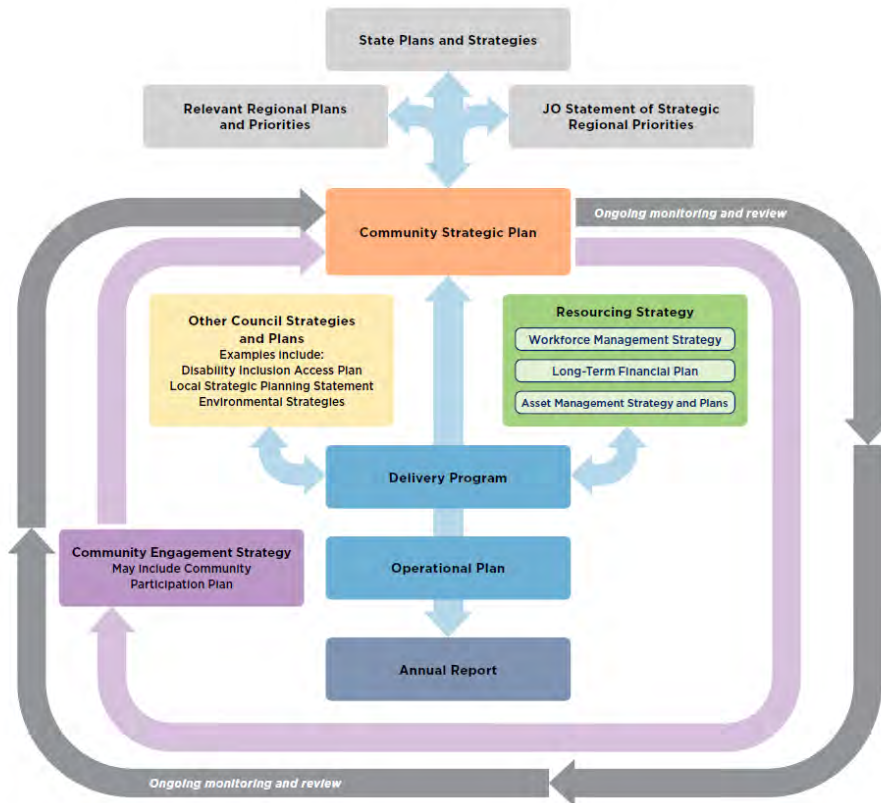 State Plans and Strategies
Relevant Regional Plans
and Priorities
JO Statement of Strategic
Regional Priorities
Community Strategic Plan
Ongoing monitoring and review
Other Council Strategies
and Plans
Examples include:
Disability Inclusion Access Plan
Local Strategic Planning Statement
Environmental Strategies
Resourcing Strategy
Workforce Management Strategy
Long-Term Financial Plan
Asset Management Strategy and Plans
Delivery Program
Community Engagement Strategy
May include Community
Participation Plan
Operational Plan
Annual Report
Ongoing monitoring and review